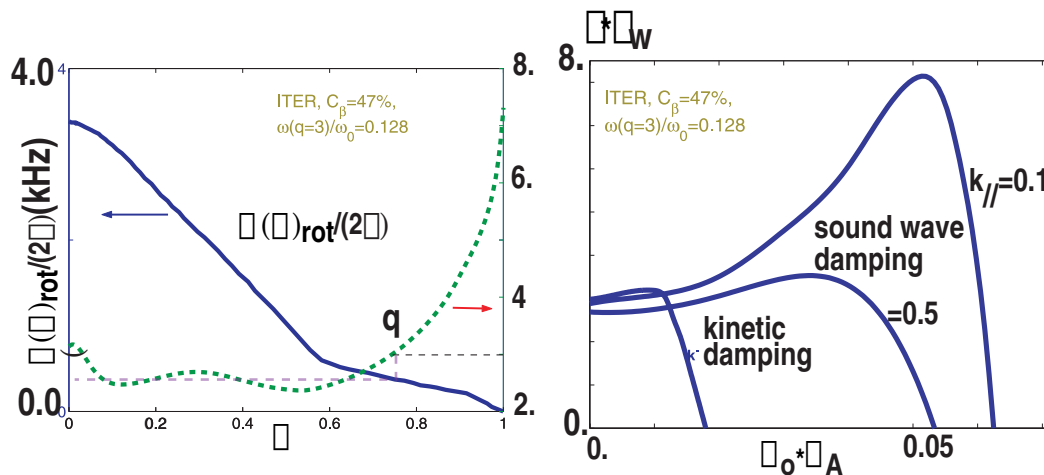 4.0
4
8.
ITER, Cβ=47%,
ω(q=3)/ω0=0.128
6.
□(□)rot/(2□)
□(□)rot/(2□)(kHz)
4
q
0.0
0
2.
0
0.2
0.4
0.6
0.8
1
□
□*□W
8.
ITER, Cβ=47%,
ω(q=3)/ω0=0.128
k//=0.1
sound wave
damping
=0.5
kinetic
damping
k
0.
0.
0.05
□o*□A